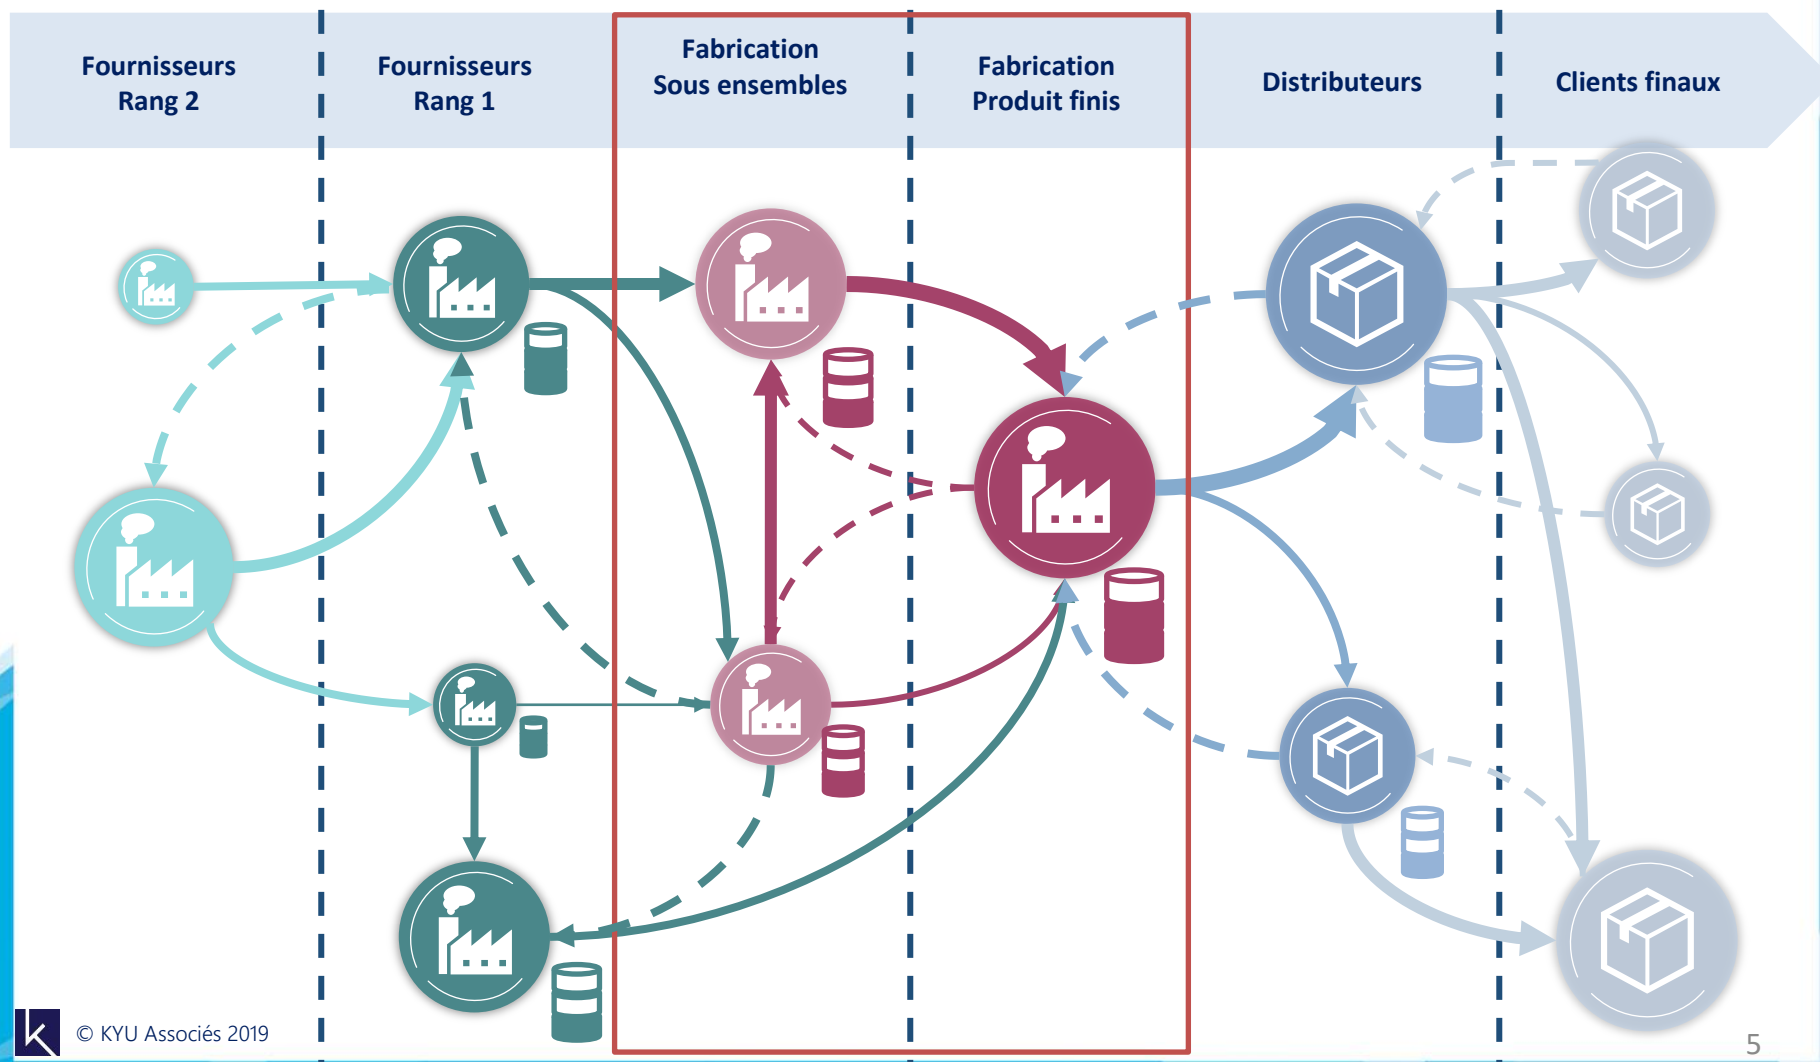 Fournisseurs
Rang 2
Fournisseurs
Rang 1
Fabrication
Sous ensembles
Fabrication
Produit finis
Distributeurs
Clients finaux
© KYU Associés 2019
5